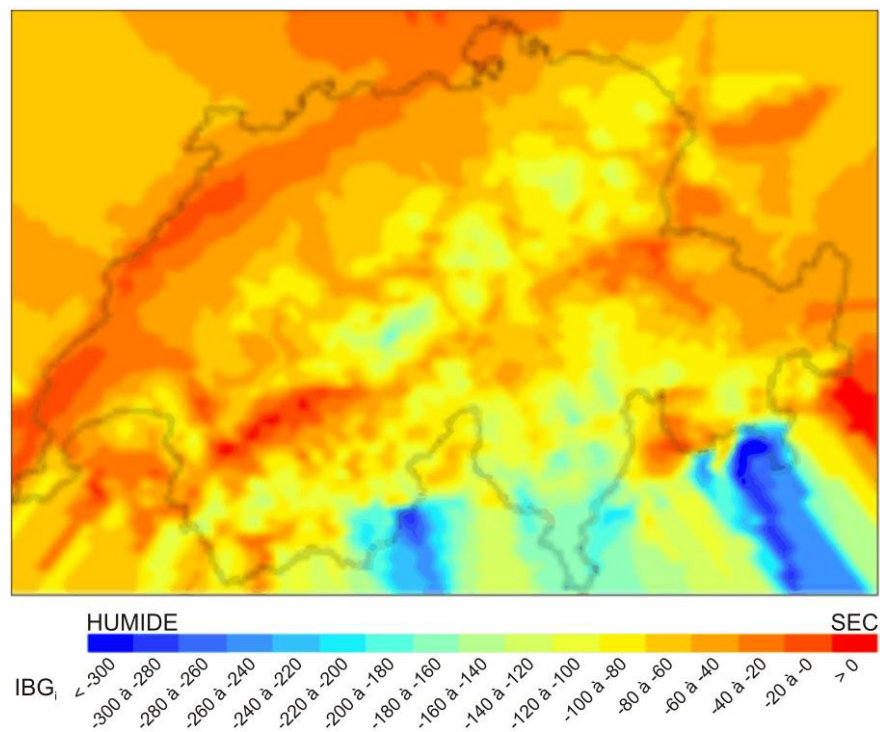 HUMIDE SEC
IBGi
< -300
-300 à -280
-280 à -260
-260 à -240
-240 à -220
-220 à -200
-200 à -180
-180 à -160
-160 à -140
-140 à -120
-120 à -100
-100 à -80
-80 à -60
-60 à -40
-40 à -20
-20 à -0
> 0